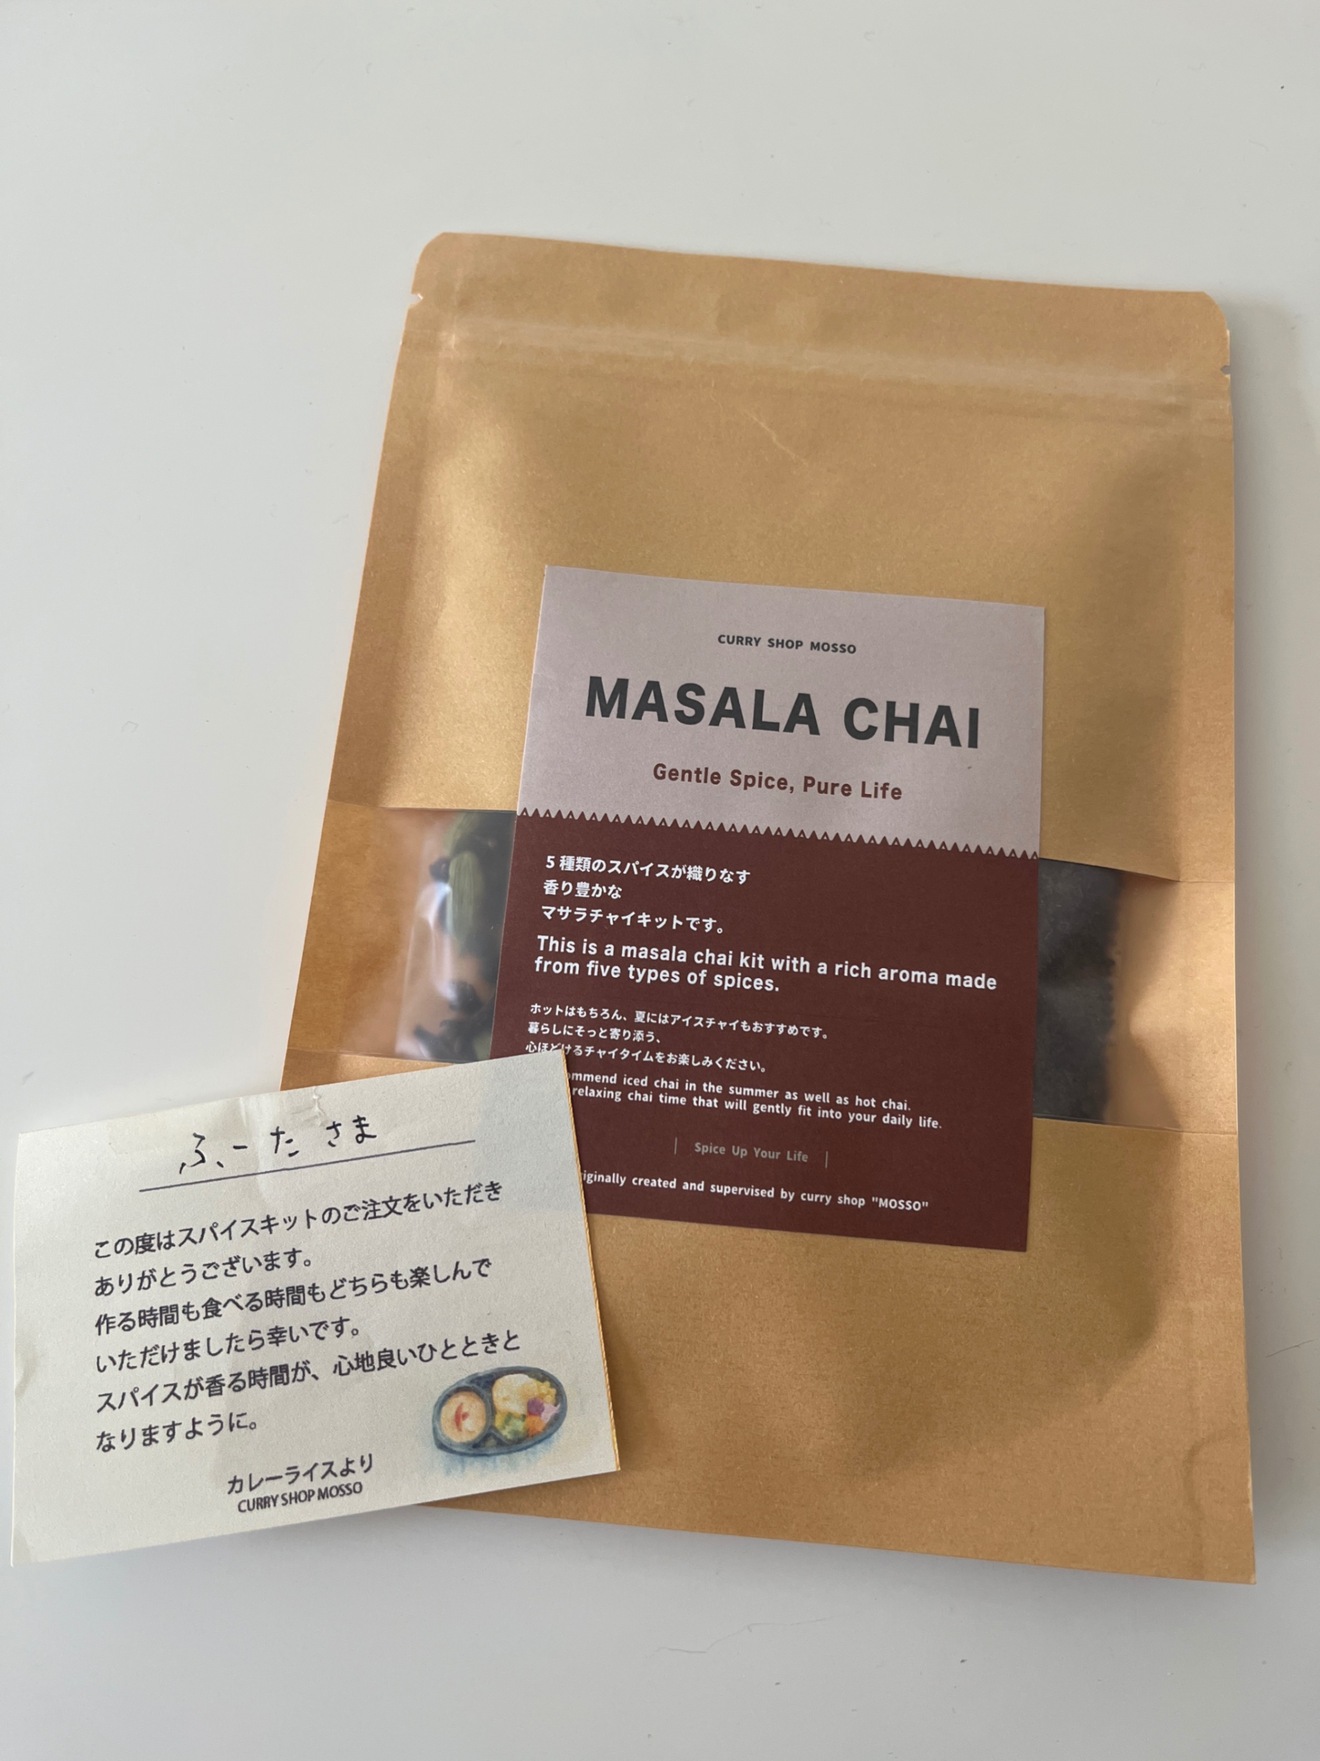 CURRY SHOP MOSSO
MASALA CHAI
Gentle Spice, Pure Life
5 種類のスパイスが織りなす
香り豊かな
マサラチャイキットです。
This is a masala chai kit with a rich aroma made
from five types of spices.
ホットはもちろん、夏にはアイスチャイもおすすめです。
暮らしにそっと寄り添う、
心ほどけるチャイタイムをお楽しみください。
iced chai in the summer as well as hot chai.
relaxing chai time that will gently fit into your daily life.
| Spice Up Your Life |
created and supervised by curry shop "MOSSO"
ふーた さま
この度はスパイスキットのご注文をいただき
ありがとうございます。
作る時間も食べる時間もどちらも楽しんで
いただけましたら幸いです。
スパイスが香る時間が、心地良いひとときと
なりますように。
カレーライスより
CURRY SHOP MOSSO